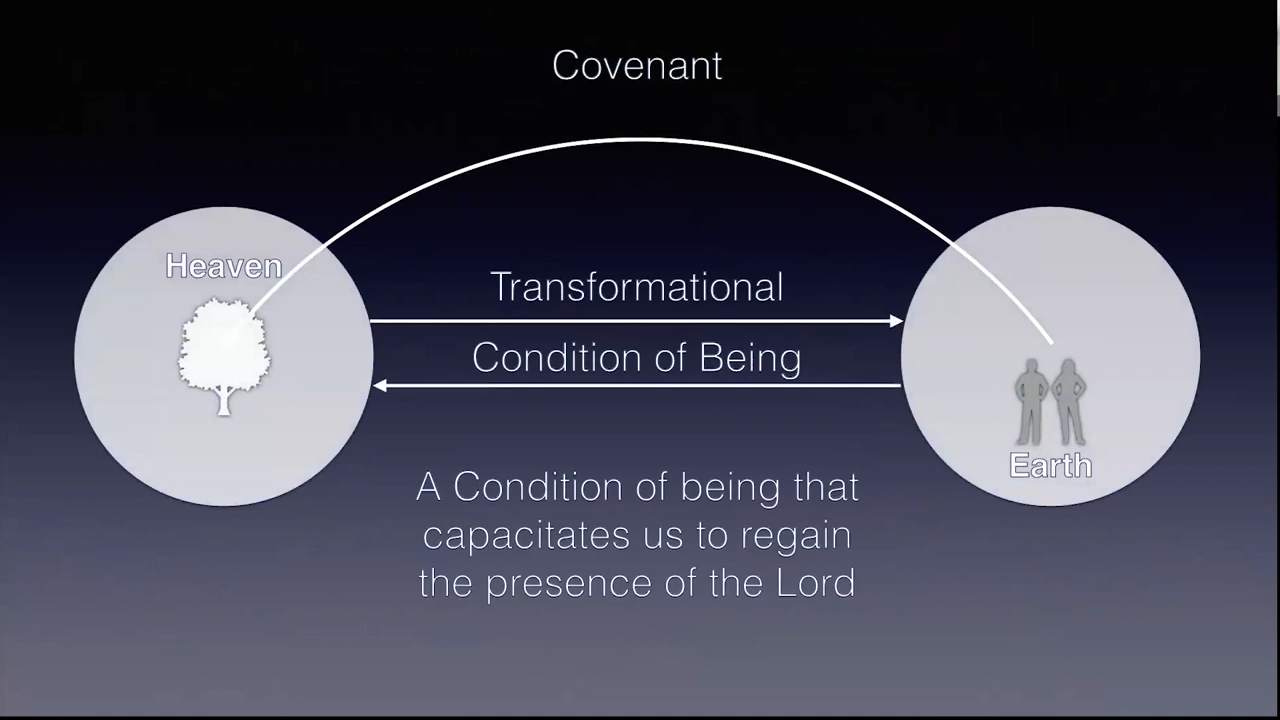 Covenant
Heaven
Transformational
Condition of Being
Earth
A Condition of being that
capacitates us to regain
the presence of the Lord